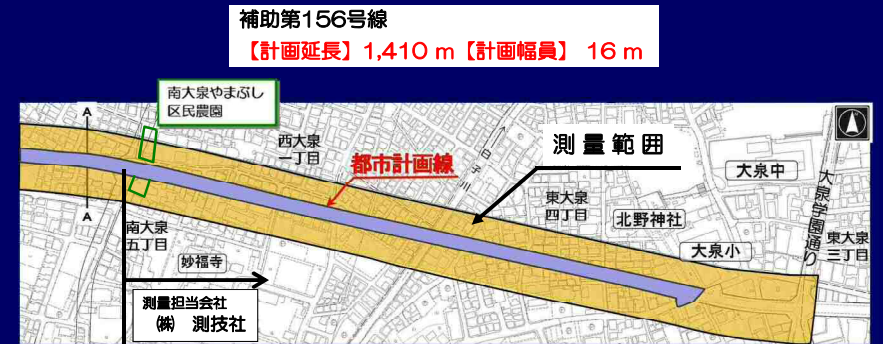 補助第156号線
【計画延長】1,410 m【計画幅員】 16 m
南大泉やまぶし
区民農園
A
西大泉
一丁目
都市計画線
白子川
測量範囲
大泉中
大泉学園通り
東大泉
四丁目
北野神社
大泉小
東大泉
三丁目
A
南大泉
五丁目
妙福寺
測量担当会社
㈱ 測技社